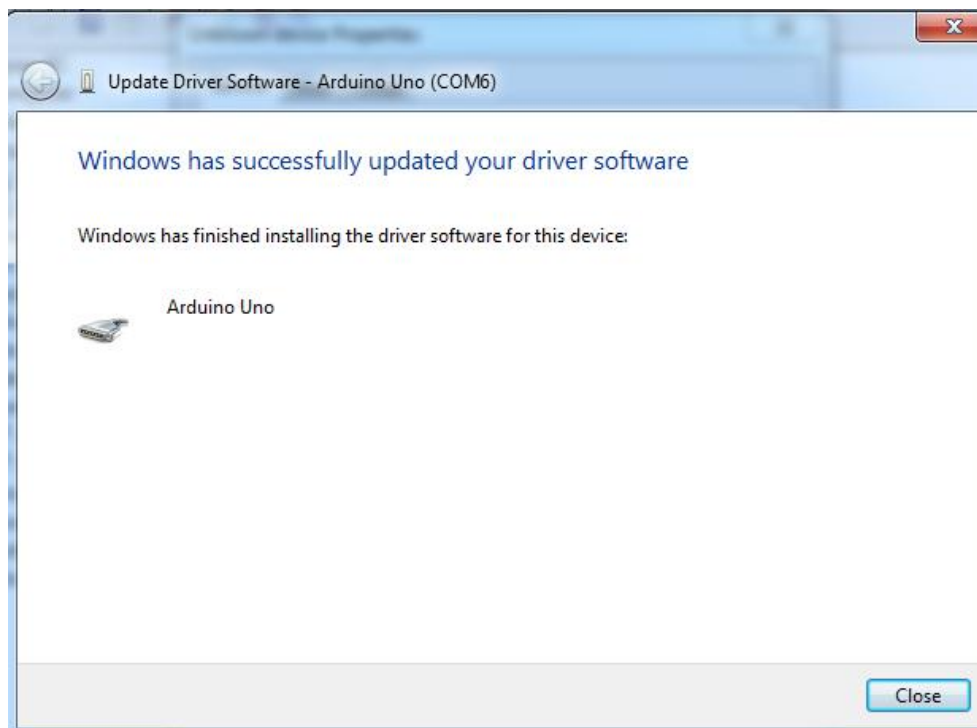 Update Driver Software - Arduino Uno (COM6)
Windows has successfully updated your driver software
Windows has finished installing the driver software for this device:
Arduino Uno
Close